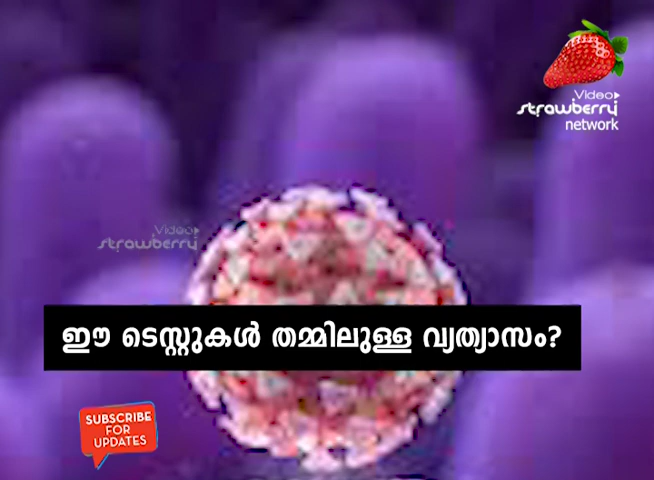 Video
strawberry
network
Video
strawberry
ഈ ടെസ്റ്റുകൾ തമ്മിലുള്ള വ്യത്യാസം?
SUBSCRIBE
FOR
UPDATES